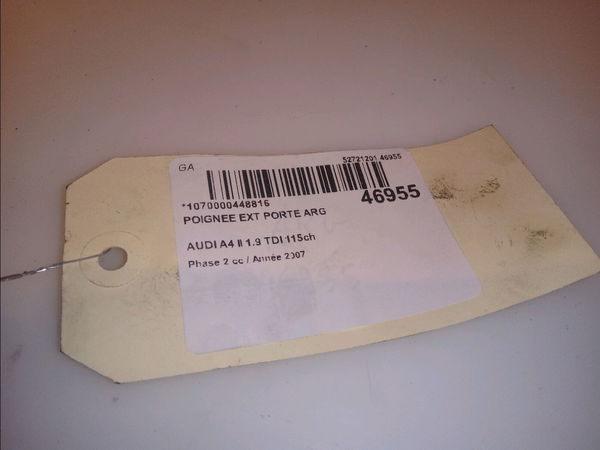 GA
52721201 46955
*1070000448816
46955
POIGNEE EXT PORTE ARG
AUDI A4 II 1.9 TDI 115ch
Phase 2 cc / Année 2007